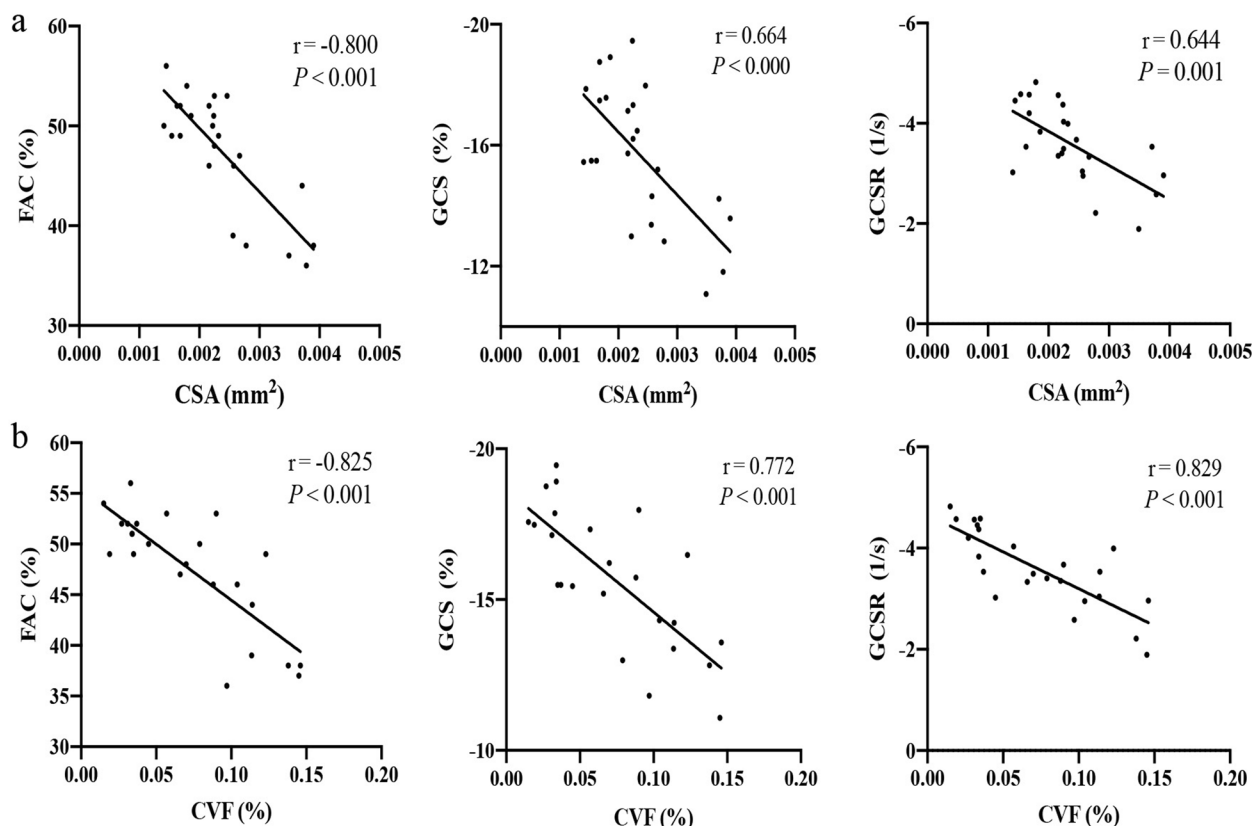 a
60
50
40
30
FAC (%)
r = -0.800
P < 0.001
0.000 0.001 0.002 0.003 0.004 0.005
CSA (mm²)
-20
-16
-12
GCS (%)
r = 0.664
P < 0.000
0.000 0.001 0.002 0.003 0.004 0.005
CSA (mm²)
-6
-4
-2
0
GCSR (1/s)
r = 0.644
P = 0.001
0.000 0.001 0.002 0.003 0.004 0.005
CSA (mm²)
b
60
55
50
45
40
35
30
FAC (%)
r = -0.825
P < 0.001
0.00 0.05 0.10 0.15 0.20
CVF (%)
-20
-15
-10
GCS (%)
r = 0.772
P < 0.001
0.00 0.05 0.10 0.15 0.20
CVF (%)
-6
-4
-2
0
GCSR (1/s)
r = 0.829
P < 0.001
0.00 0.05 0.10 0.15 0.20
CVF (%)